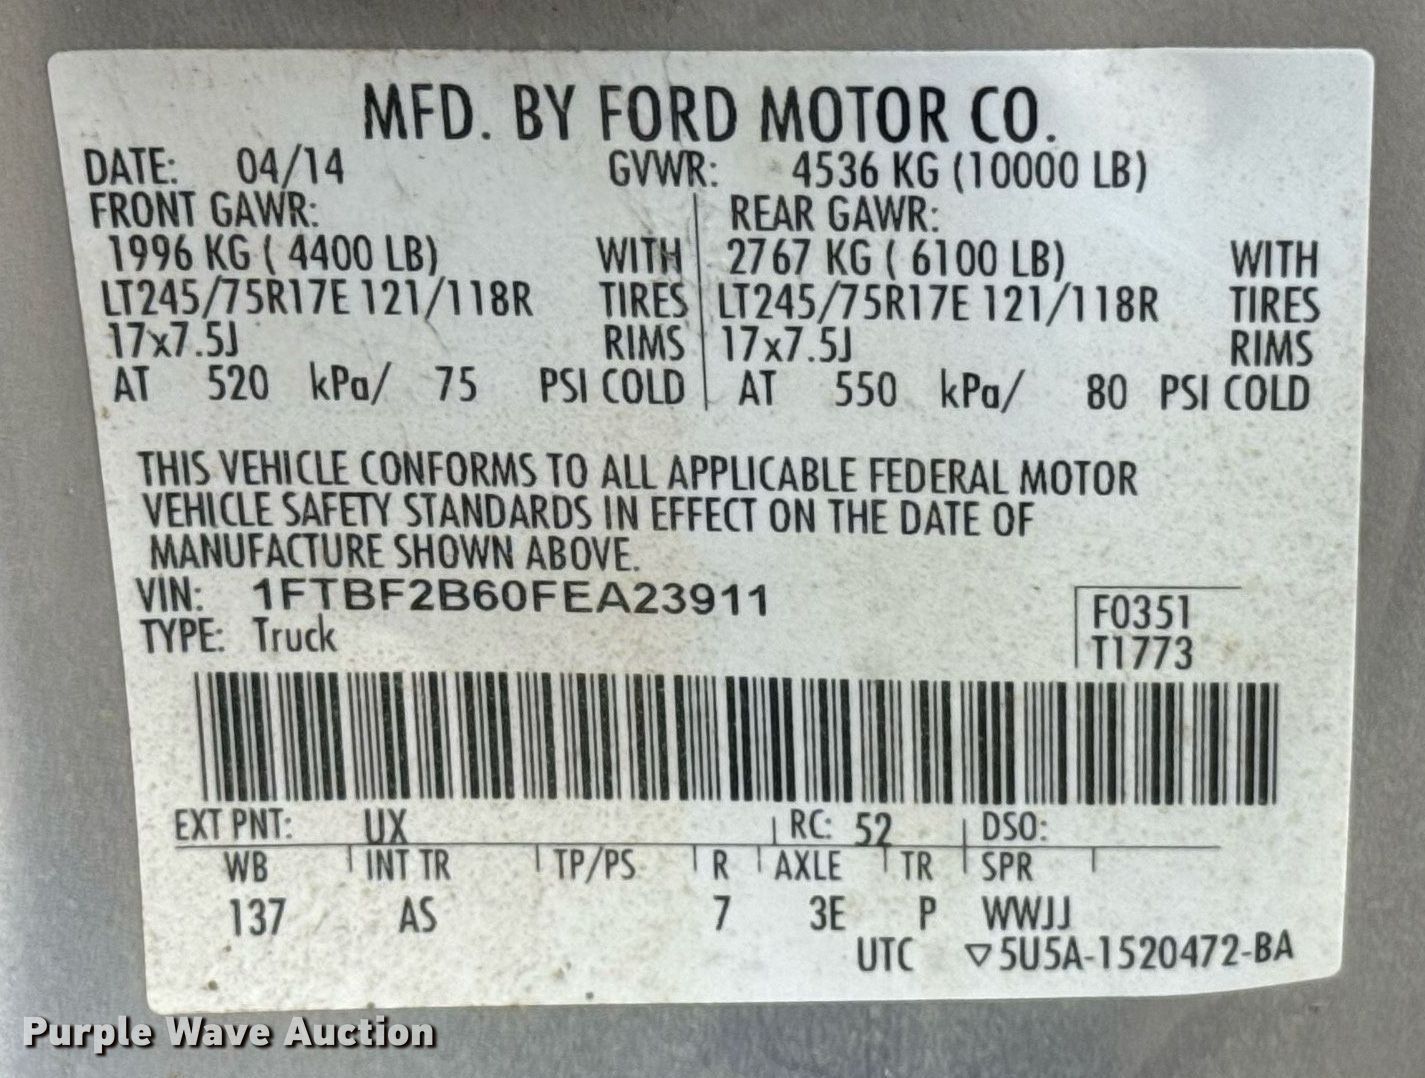 MFD. BY FORD MOTOR CO.
DATE: 04/14 GVWR: 4536 KG (10000 LB)
FRONT GAWR: REAR GAWR:
1996 KG ( 4400 LB) WITH 2767 KG ( 6100 LB) WITH
LT245/75R17E 121/118R TIRES LT245/75R17E 121/118R TIRES
17x7.5J RIMS 17x7.5J RIMS
AT 520 kPa/ 75 PSI COLD AT 550 kPa/ 80 PSI COLD
THIS VEHICLE CONFORMS TO ALL APPLICABLE FEDERAL MOTOR
VEHICLE SAFETY STANDARDS IN EFFECT ON THE DATE OF
MANUFACTURE SHOWN ABOVE.
VIN: 1FTBF2B60FEA23911
TYPE: Truck
F0351
T1773
EXT PNT: UX RC: 52 DSO:
WB INT TR TP/PS R AXLE TR SPR
137 AS 7 3E P WWJJ
UTC ▽5U5A-1520472-BA
Purple Wave Auction